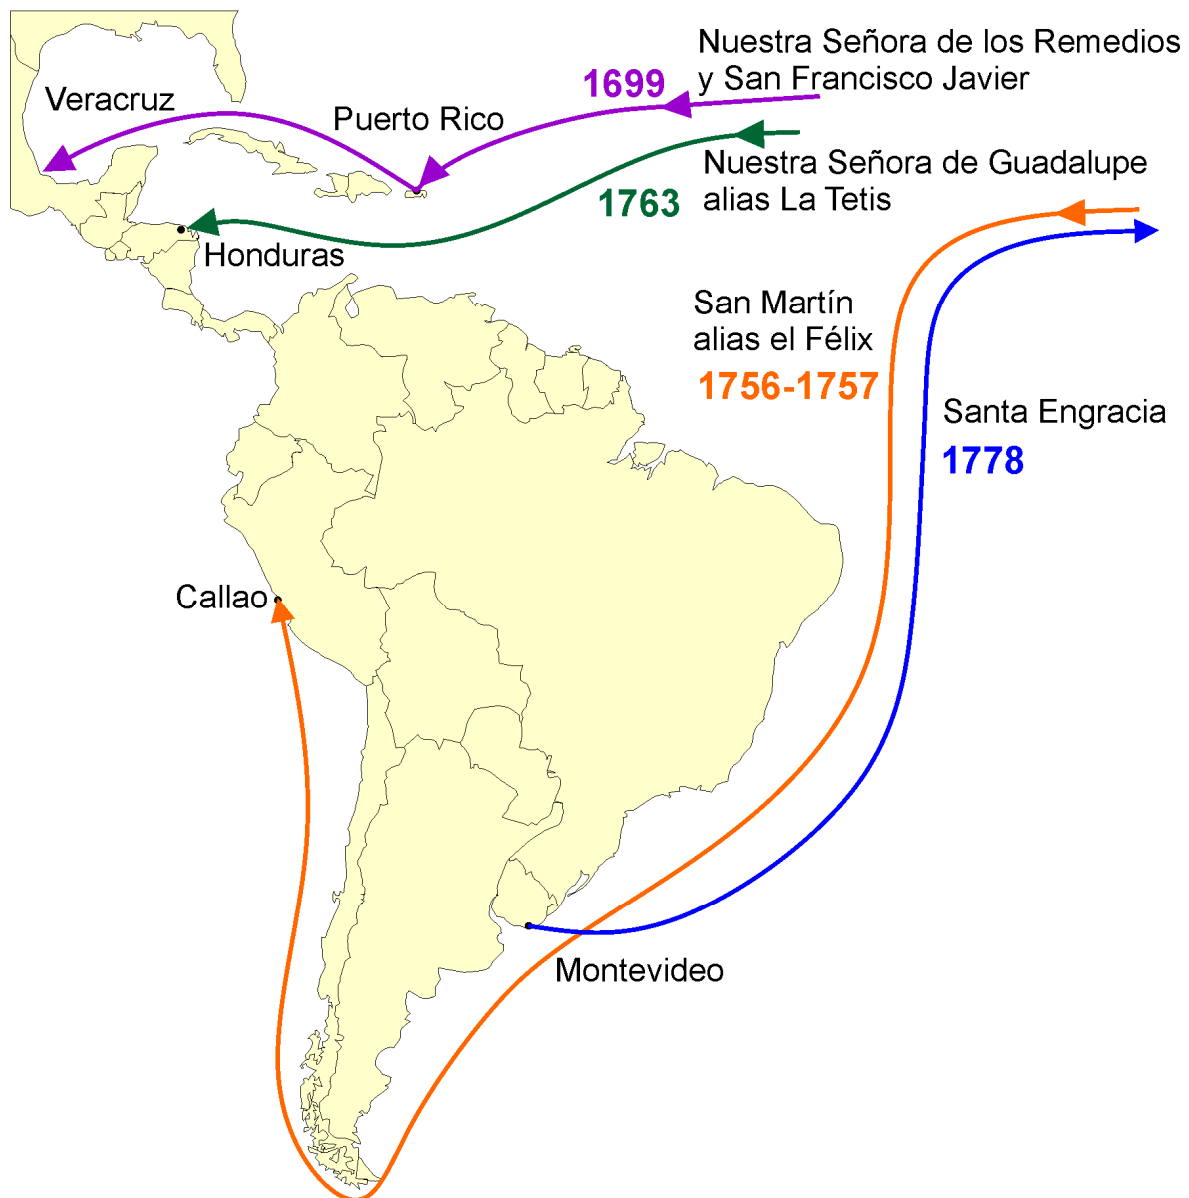 Nuestra Señora de los Remedios
y San Francisco Javier
1699
Veracruz
Puerto Rico
Nuestra Señora de Guadalupe
alias La Tetis
1763
Honduras
San Martín
alias el Félix
1756-1757
Santa Engracia
1778
Callao
Montevideo